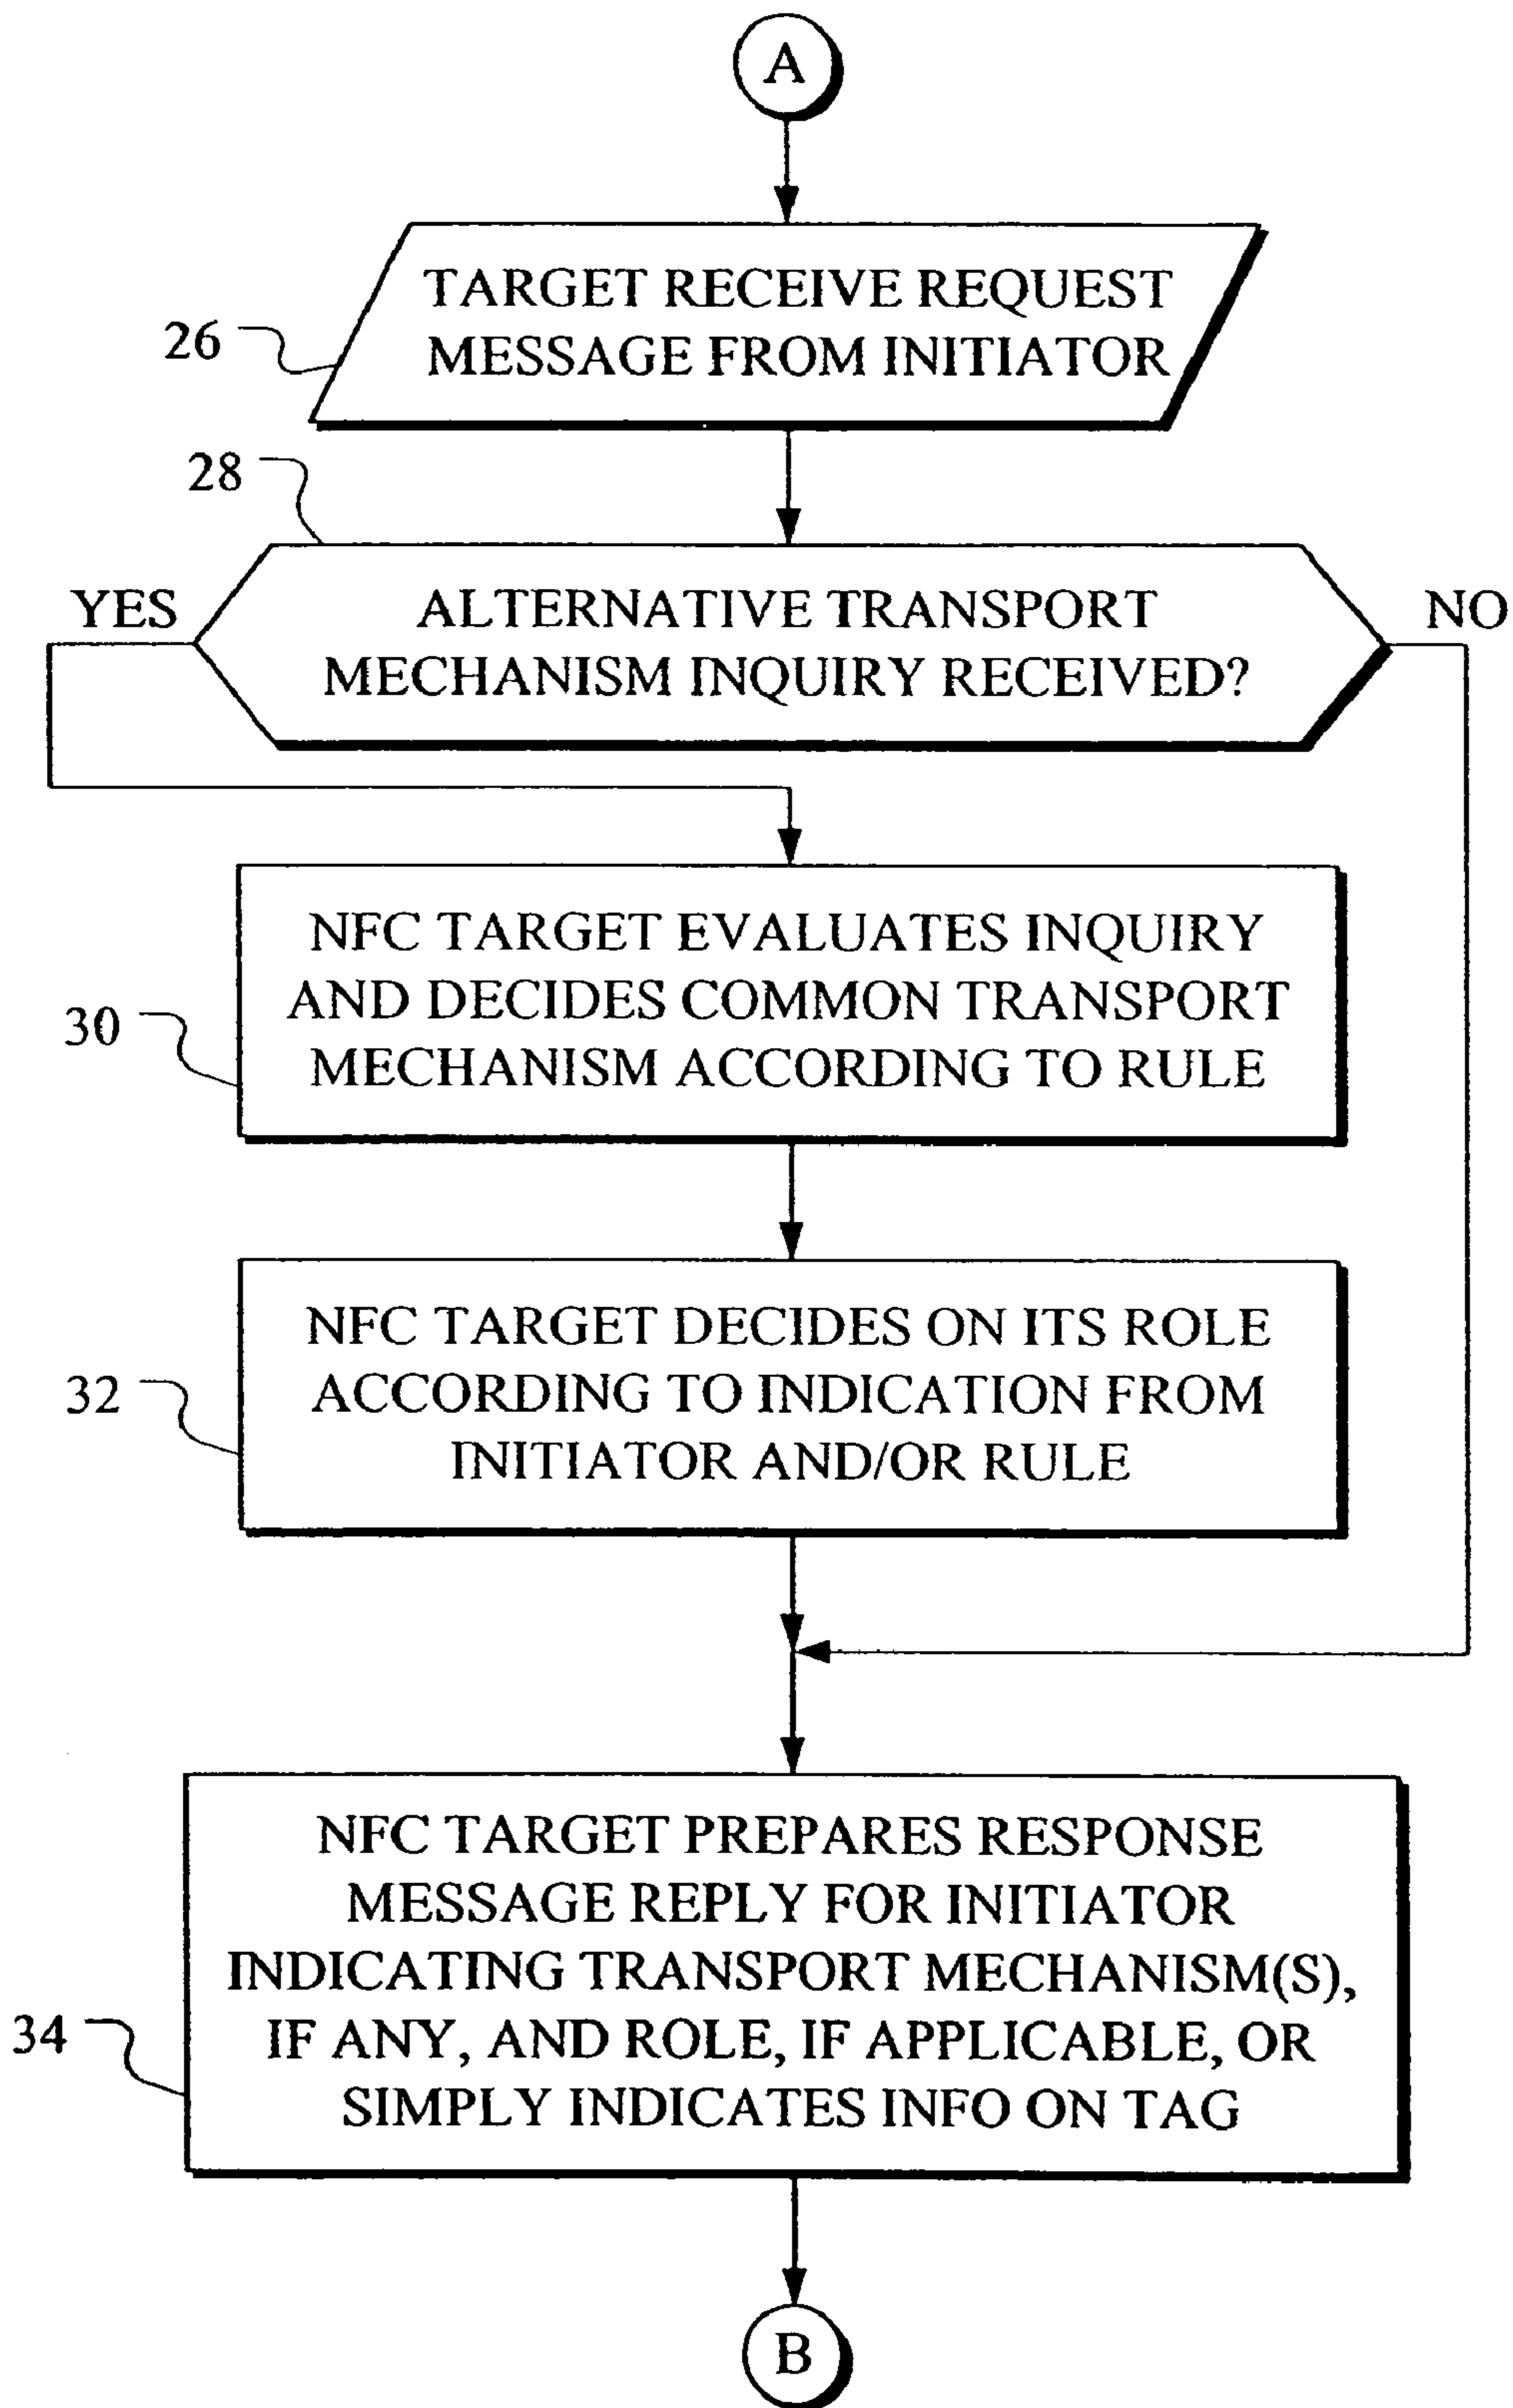 A
TARGET RECEIVE REQUEST
MESSAGE FROM INITIATOR
26
28
YES
ALTERNATIVE TRANSPORT
MECHANISM INQUIRY RECEIVED?
NO
NFC TARGET EVALUATES INQUIRY
AND DECIDES COMMON TRANSPORT
MECHANISM ACCORDING TO RULE
30
NFC TARGET DECIDES ON ITS ROLE
ACCORDING TO INDICATION FROM
INITIATOR AND/OR RULE
32
NFC TARGET PREPARES RESPONSE
MESSAGE REPLY FOR INITIATOR
INDICATING TRANSPORT MECHANISM(S),
IF ANY, AND ROLE, IF APPLICABLE, OR
SIMPLY INDICATES INFO ON TAG
34
B